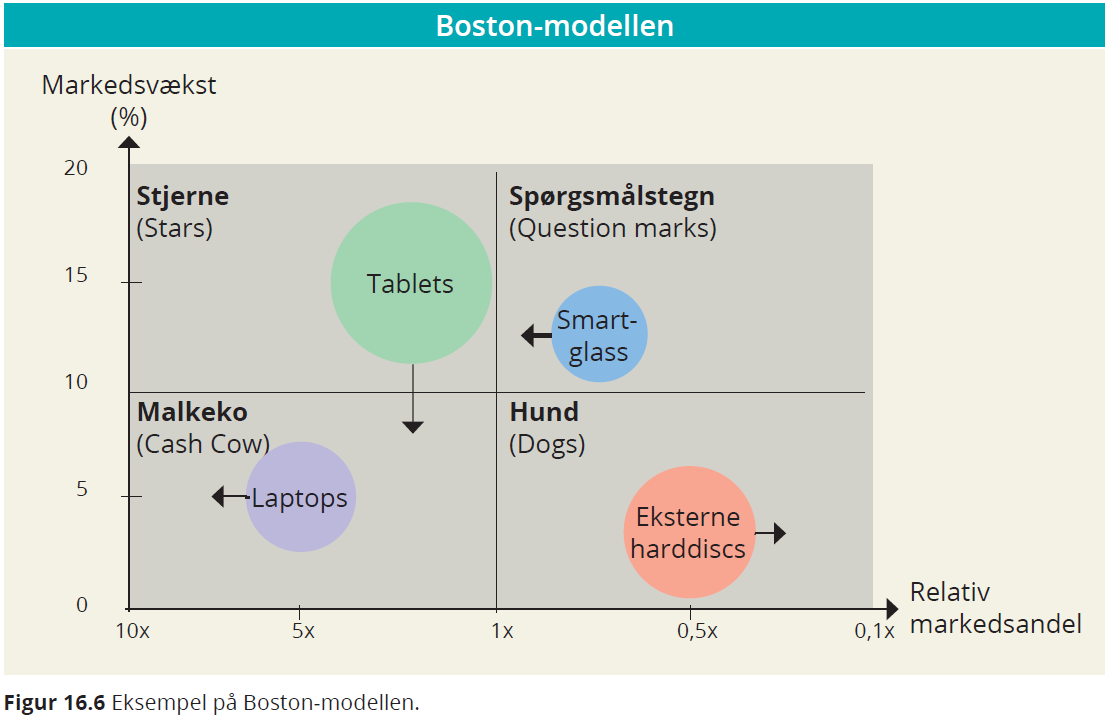 Boston-modellen
Markedsvækst
(%)
20
15
10
5
0
Stjerne
(Stars)
Tablets
Spørgsmålstegn
(Question marks)
Smart-
glass
Malkeko
(Cash Cow)
Laptops
Hund
(Dogs)
Eksterne
harddiscs
10x
5x
1x
0,5x
0,1x
Relativ
markedsandel
Figur 16.6 Eksempel på Boston-modellen.